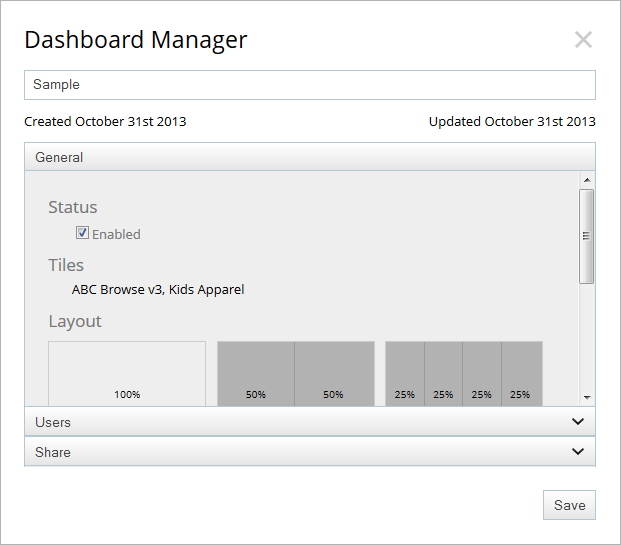 Dashboard Manager
Sample
Created October 31st 2013 Updated October 31st 2013
General
Status
Enabled
Tiles
ABC Browse v3, Kids Apparel
Layout
100% 50% 50% 25% 25% 25% 25%
Users
Share
Save